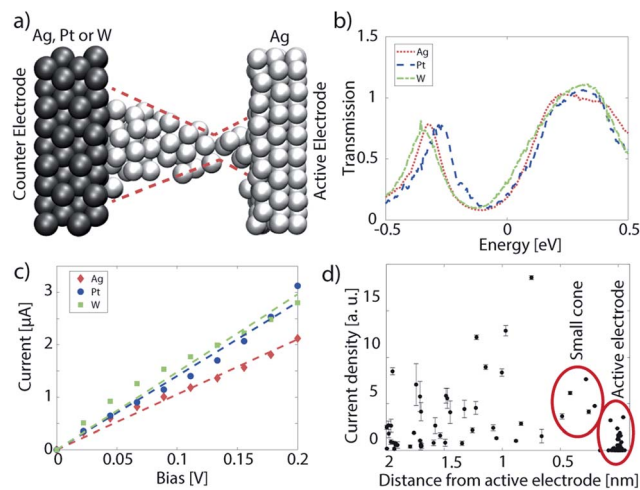 a)
Ag, Pt or W
Ag
Counter Electrode
Active Electrode
b)
1.5
1
0.5
0
Transmission
Ag
Pt
W
-0.5
0
0.5
Energy [eV]
c)
3
2
1
0
Current [µA]
Ag
Pt
W
0
0.05
0.1
0.15
0.2
Bias [V]
d)
15
10
5
0
Current density [a. u.]
Small cone
Active electrode
2
1.5
1
0.5
0
Distance from active electrode [nm]